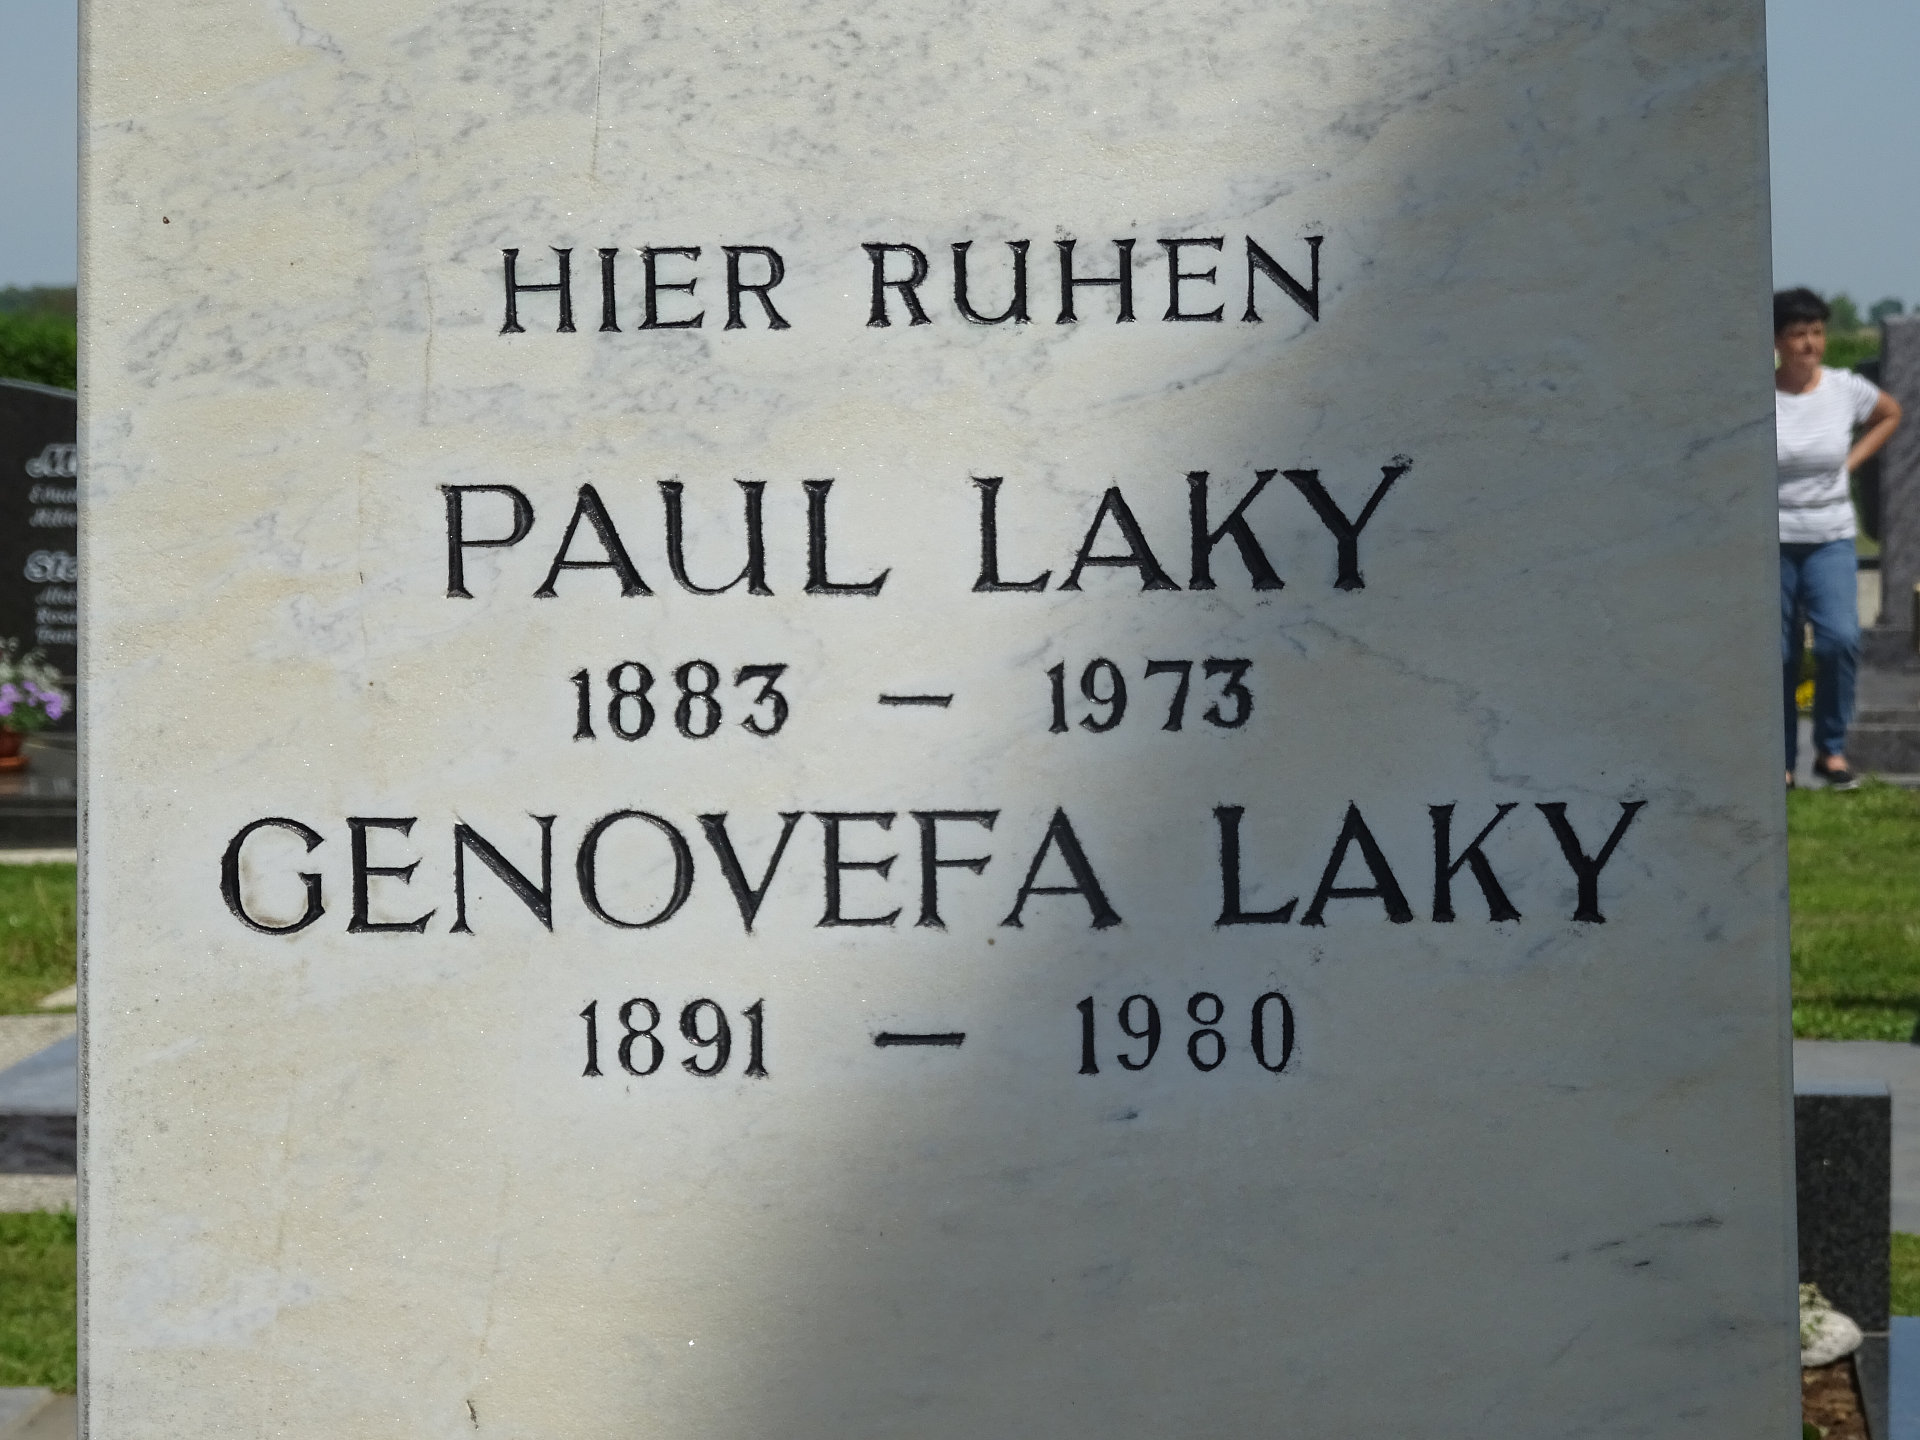 HIER RUHEN
PAUL LAKY
1883 – 1973
GENOVEFA LAKY
1891 – 1980